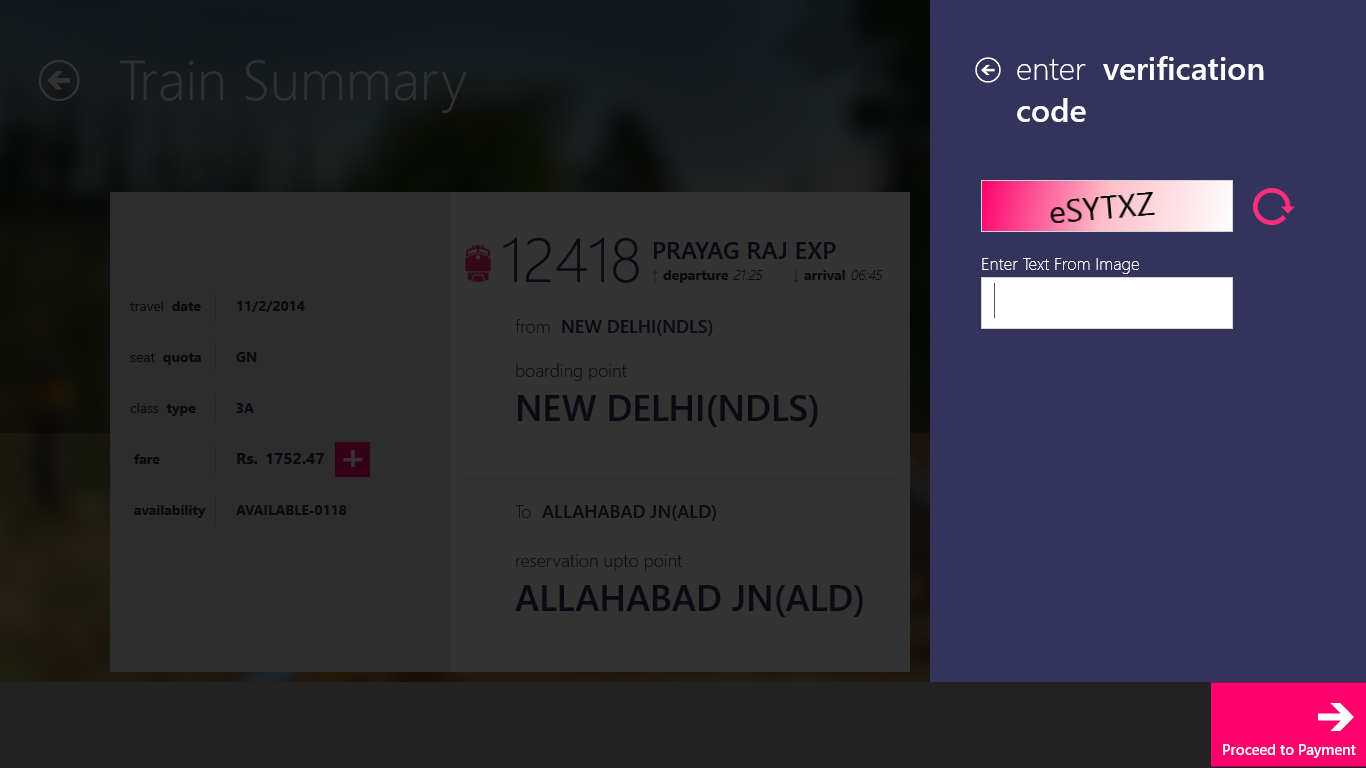 Train Summary
travel date 11/2/2014
seat quota GN
class type 3A
fare Rs. 1752.47
availability AVAILABLE-0118
12418 PRAYAG RAJ EXP
↑ departure 21:25 ↓ arrival 06:45
from NEW DELHI(NDLS)
boarding point
NEW DELHI(NDLS)
To ALLAHABAD JN(ALD)
reservation upto point
ALLAHABAD JN(ALD)
enter verification
code
eSYTXZ
Enter Text From Image
Proceed to Payment